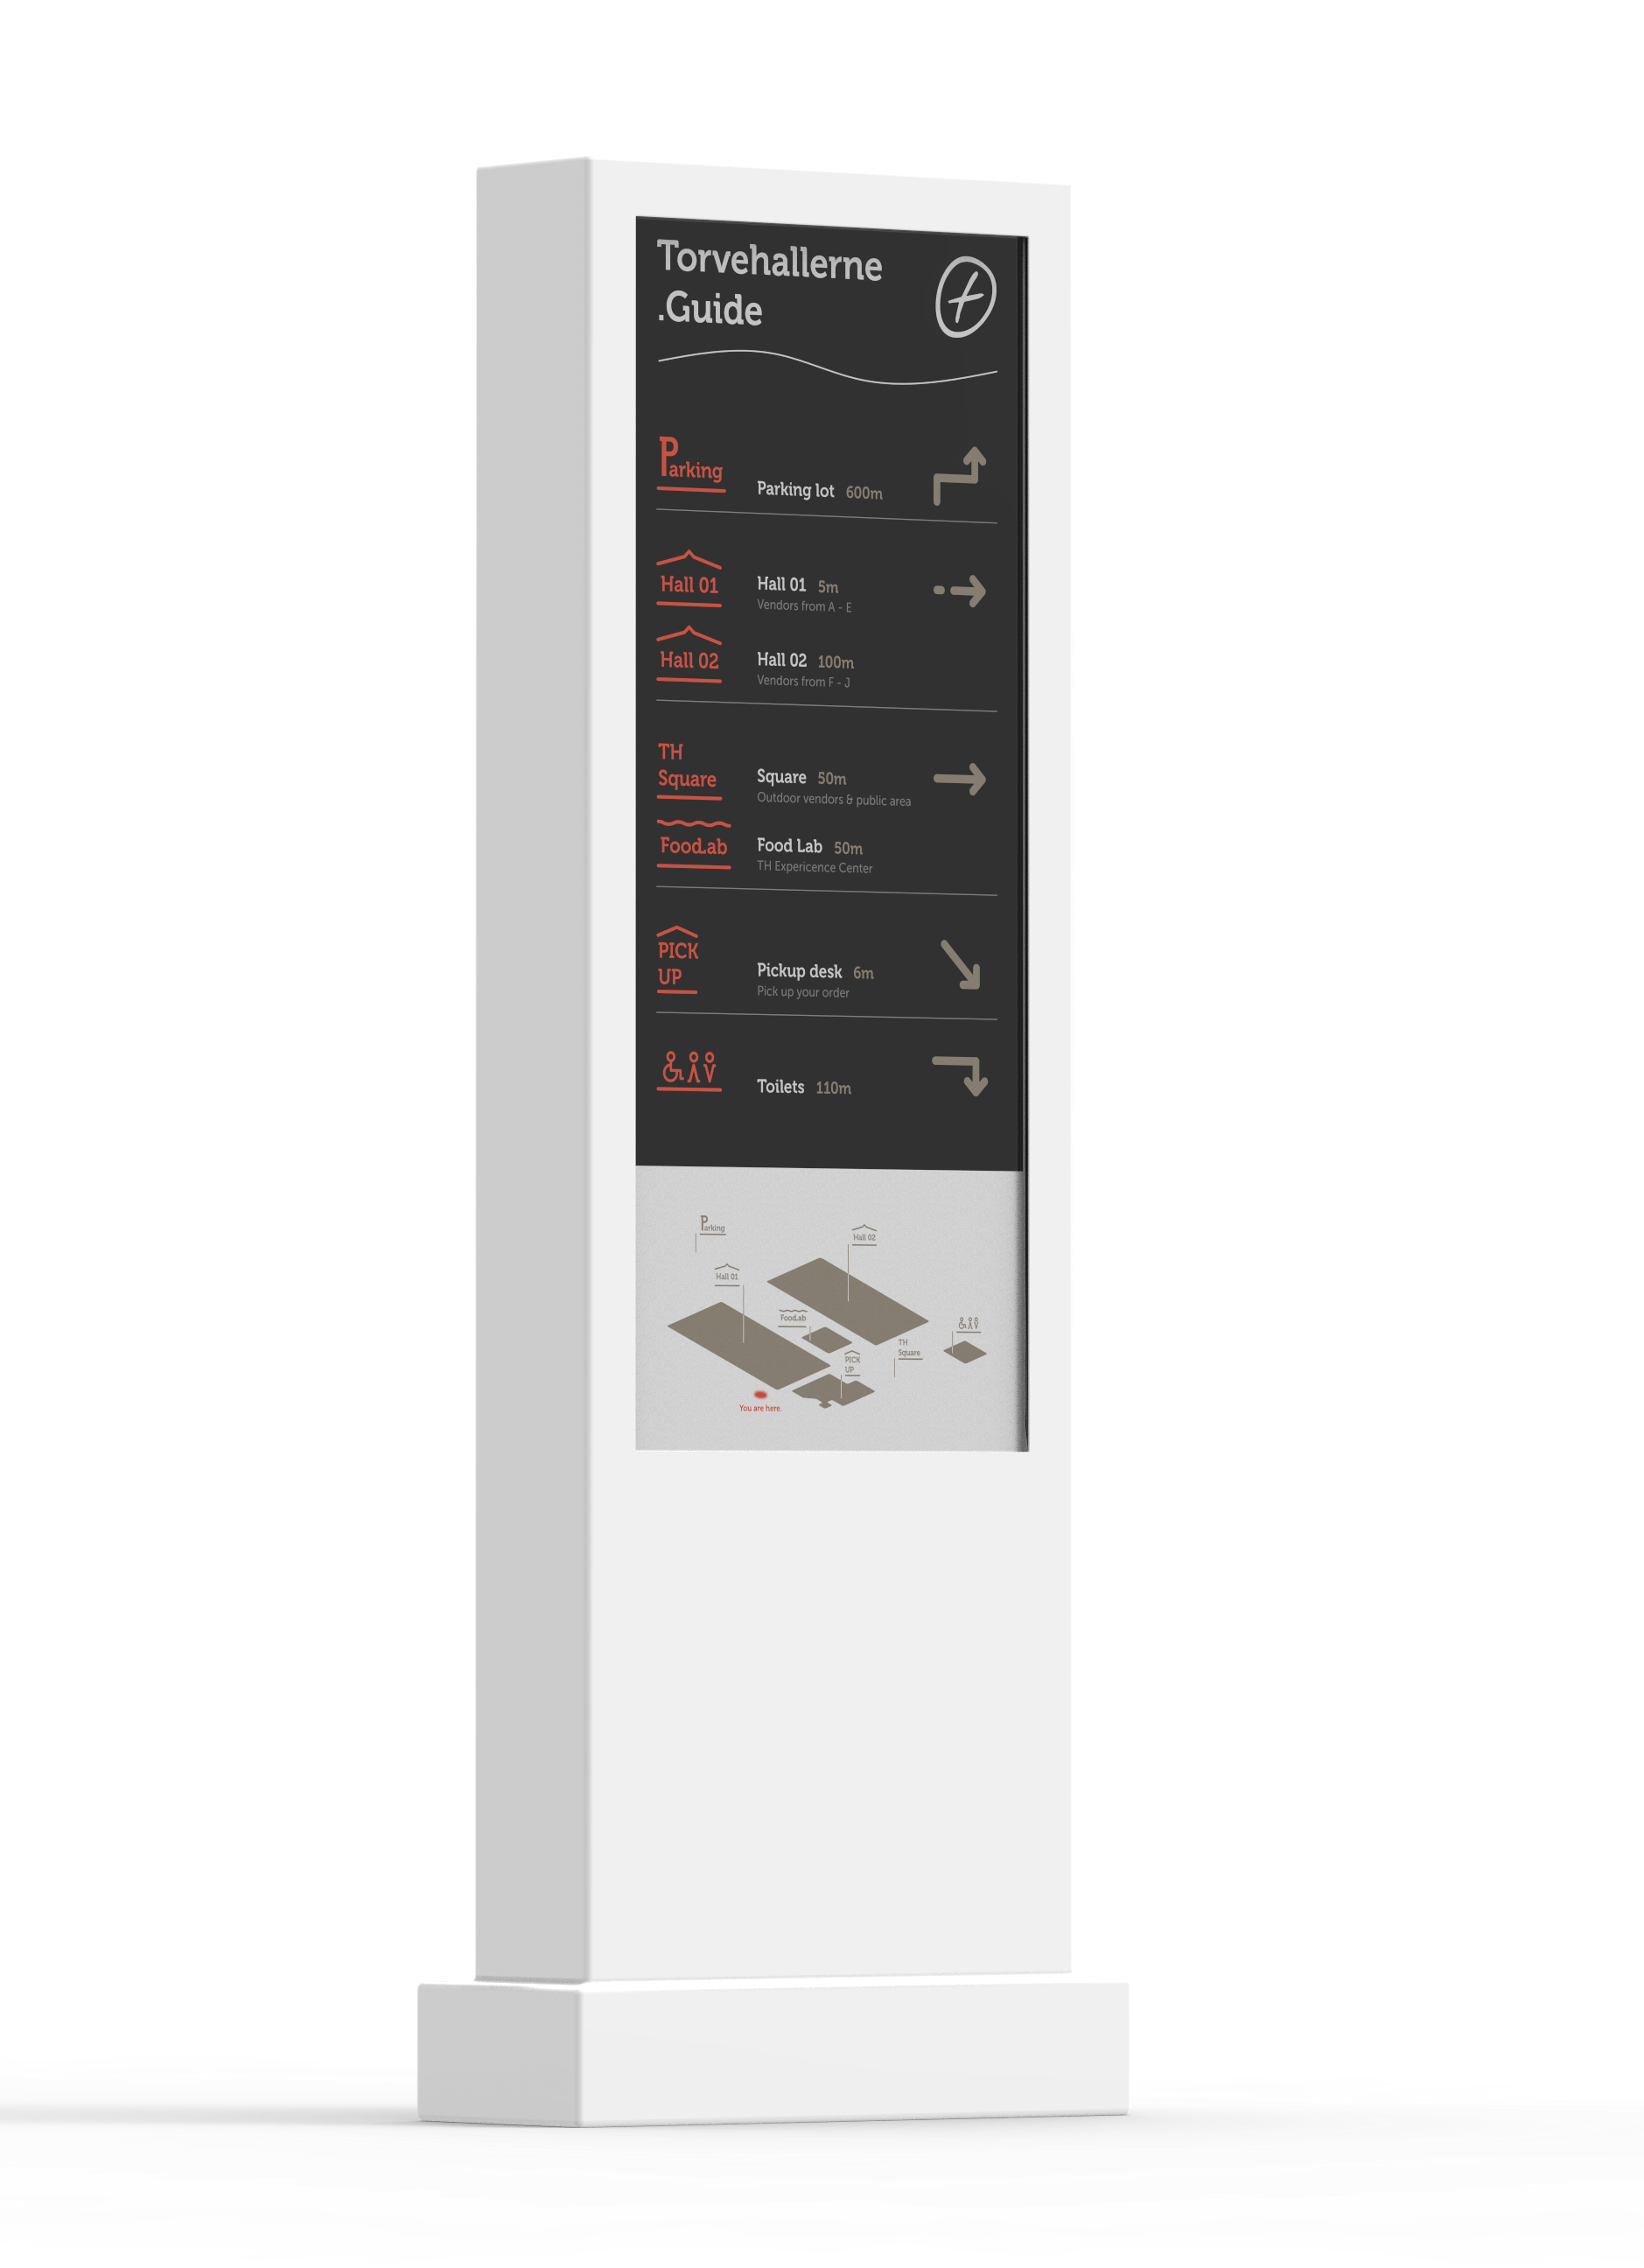 Torvehallerne
.Guide
Parking
Parking lot 600m
Hall 01
Hall 01 5m
Vendors from A - E
Hall 02
Hall 02 100m
Vendors from F - J
TH
Square
Square 50m
Outdoor vendors & public area
FoodLab
Food Lab 50m
TH Expericence Center
PICK
UP
Pickup desk 6m
Pick up your order
Toilets 110m
Parking
Hall 02
Hall 01
FoodLab
TH
Square
PICK
UP
You are here.